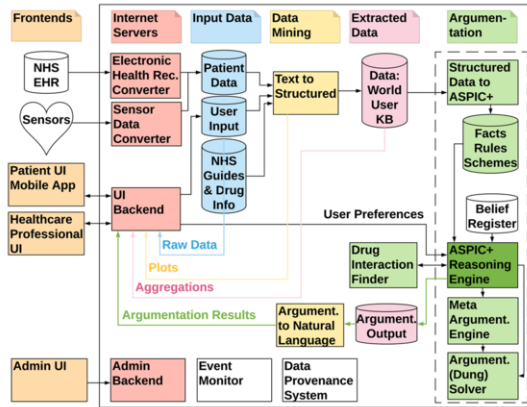 Frontends
Internet
Servers
Input Data
Data
Mining
Extracted
Data
Argumen-
tation
NHS
EHR
Electronic
Health Rec.
Converter
Patient
Data
Text to
Structured
Data:
World
User
KB
Structured
Data to
ASPIC+
Sensors
Sensor
Data
Converter
User
Input
Facts
Rules
Schemes
NHS
Guides
& Drug
Info
Patient UI
Mobile App
UI
Backend
Healthcare
Professional
UI
User Preferences
Belief
Register
Raw Data
Plots
Aggregations
Argumentation Results
Drug
Interaction
Finder
ASPIC+
Reasoning
Engine
Argument.
to Natural
Language
Argument.
Output
Meta
Argument.
Engine
Argument.
(Dung)
Solver
Admin UI
Admin
Backend
Event
Monitor
Data
Provenance
System